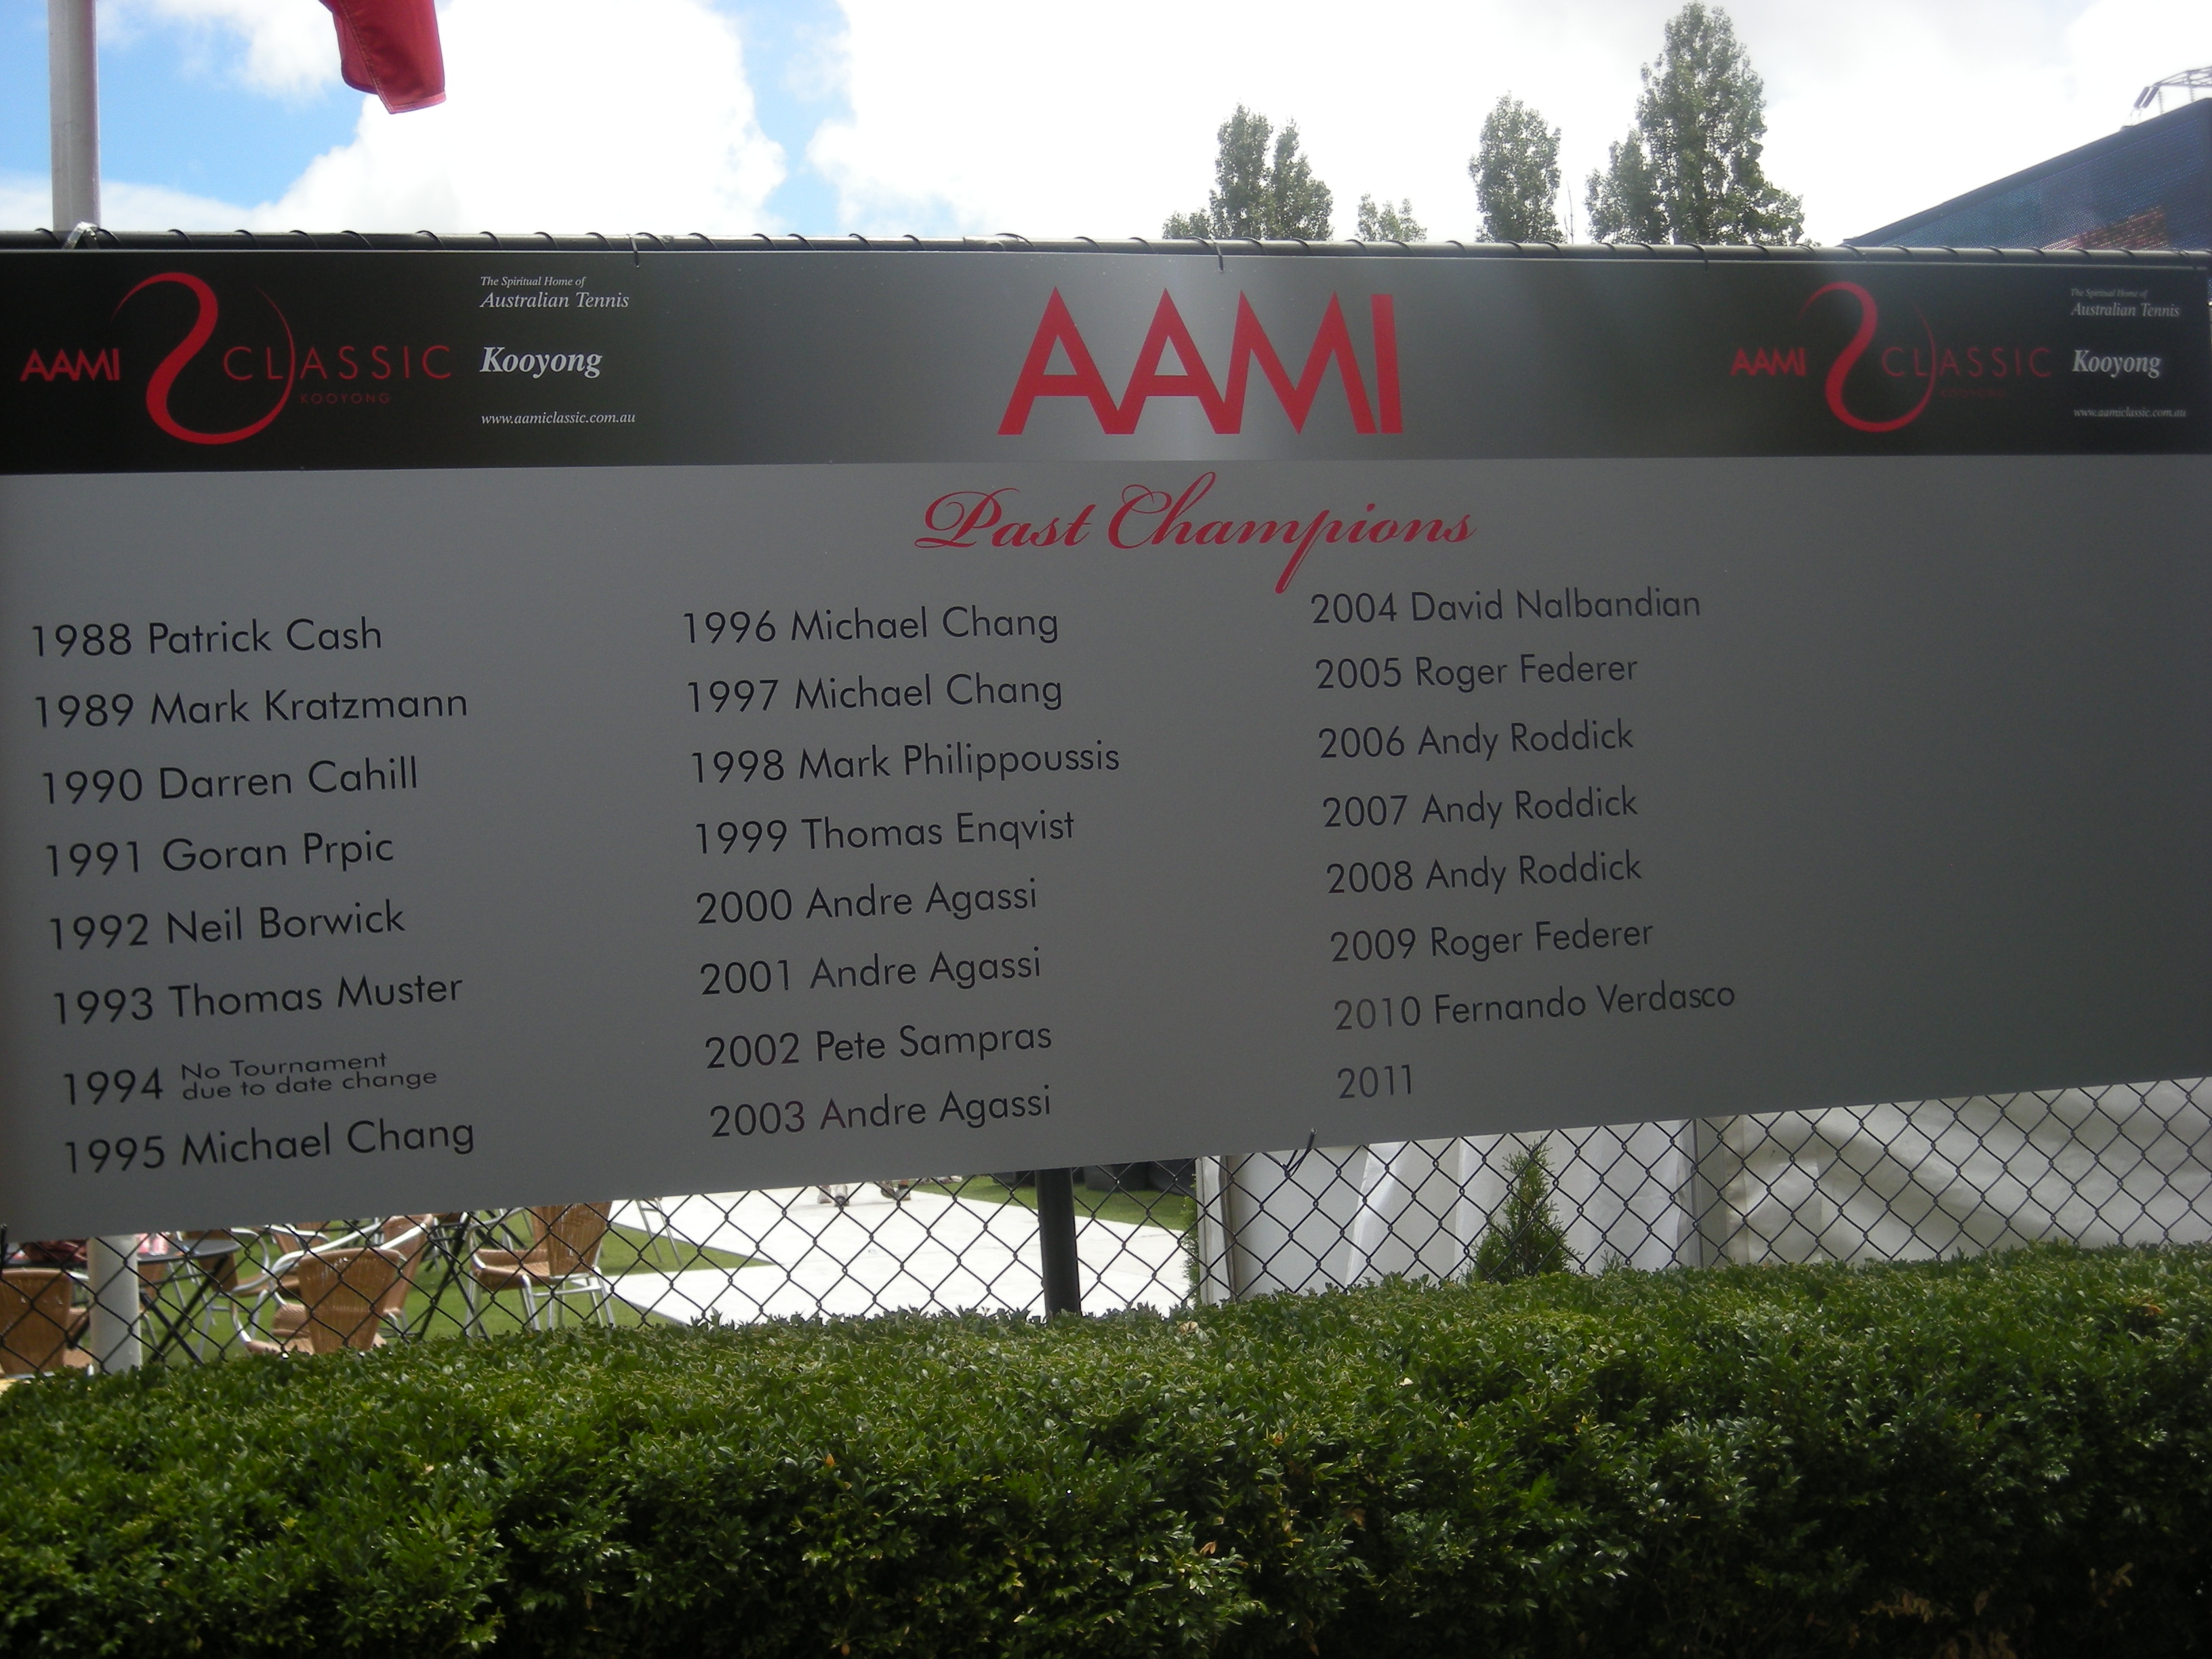 AAMI CLASSIC
KOOYONG
The Spiritual Home of
Australian Tennis
Kooyong
www.aamiclassic.com.au
AAMI
AAMI CLASSIC
KOOYONG
The Spiritual Home of
Australian Tennis
Kooyong
www.aamiclassic.com.au
Past Champions
1988 Patrick Cash
1989 Mark Kratzmann
1990 Darren Cahill
1991 Goran Prpic
1992 Neil Borwick
1993 Thomas Muster
1994 No Tournament
due to date change
1995 Michael Chang
1996 Michael Chang
1997 Michael Chang
1998 Mark Philippoussis
1999 Thomas Enqvist
2000 Andre Agassi
2001 Andre Agassi
2002 Pete Sampras
2003 Andre Agassi
2004 David Nalbandian
2005 Roger Federer
2006 Andy Roddick
2007 Andy Roddick
2008 Andy Roddick
2009 Roger Federer
2010 Fernando Verdasco
2011